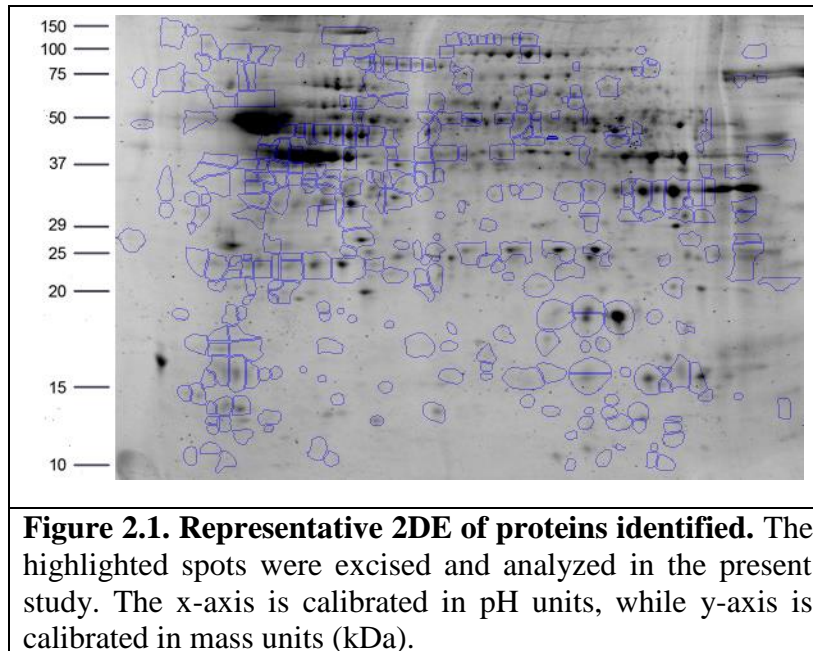 150
100
75
50
37
29
25
20
15
10
Figure 2.1. Representative 2DE of proteins identified. The
highlighted spots were excised and analyzed in the present
study. The x-axis is calibrated in pH units, while y-axis is
calibrated in mass units (kDa).